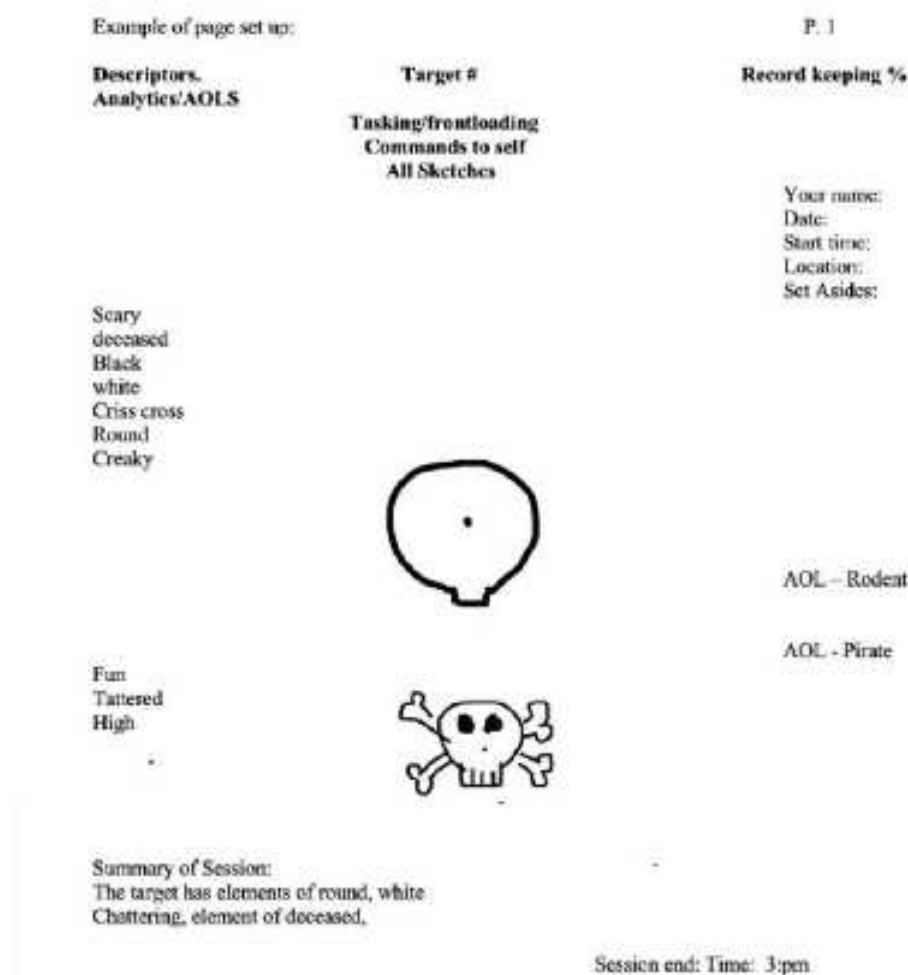 Example of page set up:
P. 1
Descriptors.
Analytics/AOLS
Target #
Record keeping %
Tasking/frontloading
Commands to self
All Sketches
Your name:
Date:
Start time:
Location:
Set Asides:
Scary
deceased
Black
white
Criss cross
Round
Creaky
AOL – Rodent
AOL - Pirate
Fun
Tattered
High
Summary of Session:
The target has elements of round, white
Chattering, element of deceased,
Session end: Time: 3:pm